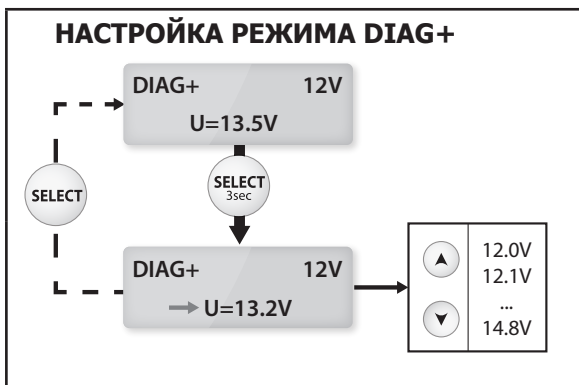 НАСТРОЙКА РЕЖИМА DIAG+
DIAG+ 12V
U=13.5V
SELECT
SELECT
3sec
DIAG+ 12V
U=13.2V
12.0V
12.1V
...
14.8V